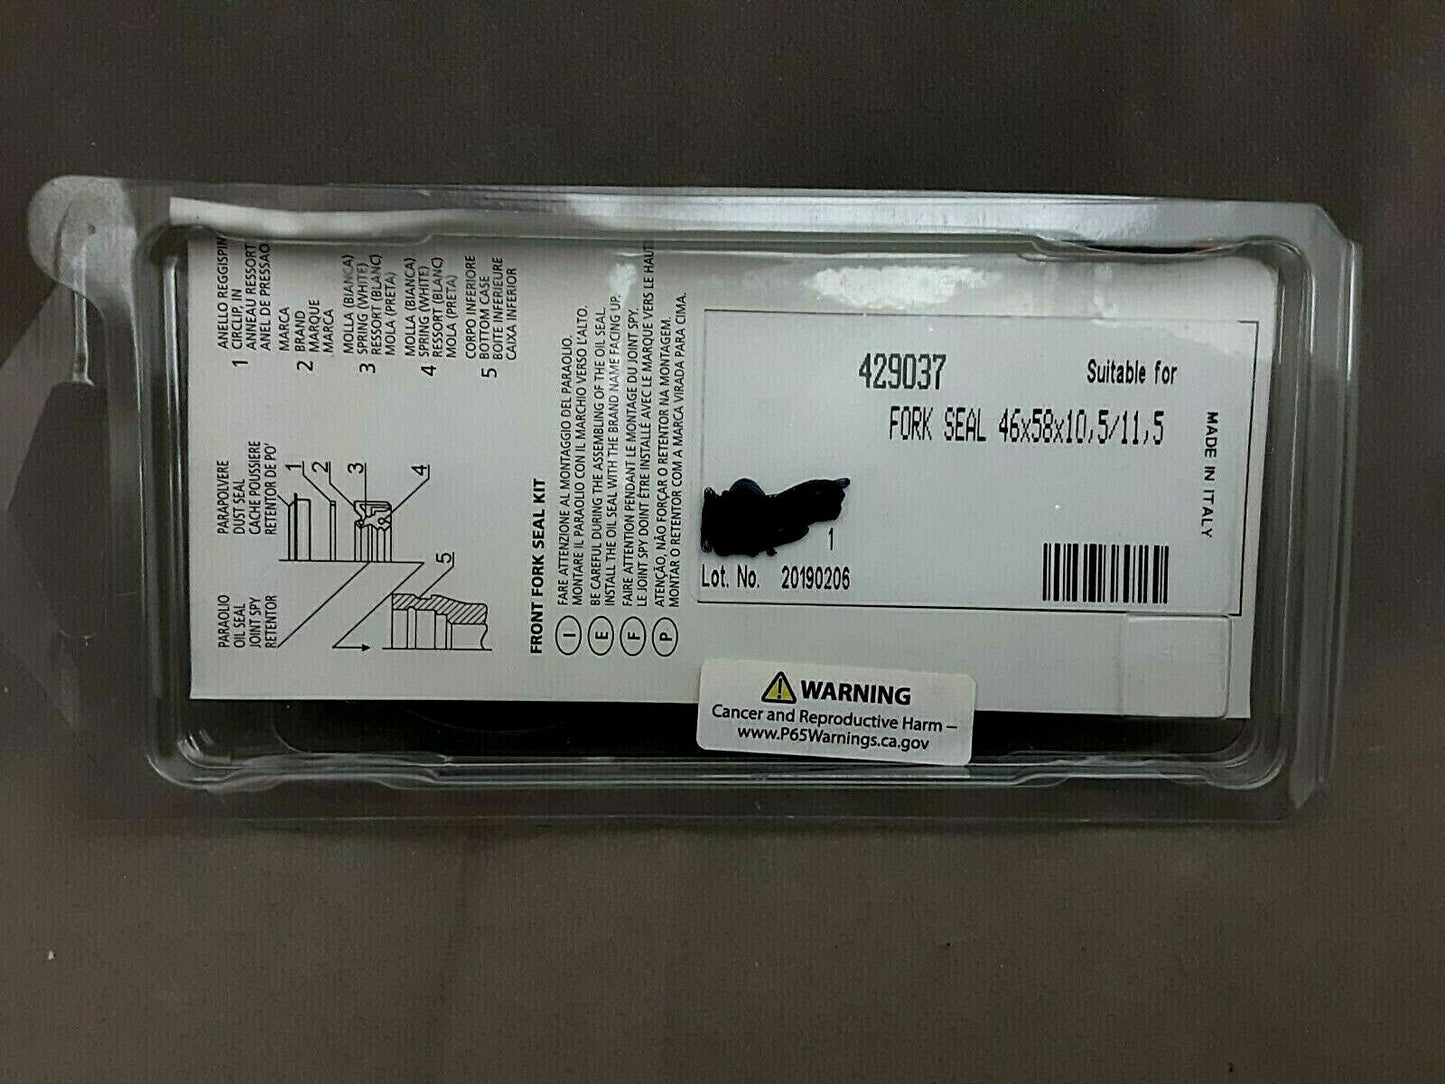 PARAPOLVERE
DUST SEAL
CACHE POUSSIERE
RETENTOR DE PO'
PARAOLIO
OIL SEAL
JOINT SPY
RETENTOR
1
2
3
4
5
1 ANELLO REGGISPIN
CIRCLIP, IN
ANNEAU RESSORT
ANEL DE PRESSAO
2 MARCA
BRAND
MARQUE
MARCA
3 MOLLA (BIANCA)
SPRING (WHITE)
RESSORT (BLANC)
MOLA (PRETA)
4 MOLLA (BIANCA)
SPRING (WHITE)
RESSORT (BLANC)
MOLA (PRETA)
5 CORPO INFERIORE
BOTTOM CASE
BOITE INFERIEURE
CAIXA INFERIOR
FRONT FORK SEAL KIT
I FARE ATTENZIONE AL MONTAGGIO DEL PARAOLIO.
MONTARE IL PARAOLIO CON IL MARCHIO VERSO L'ALTO.
E BE CAREFUL DURING THE ASSEMBLING OF THE OIL SEAL.
INSTALL THE OIL SEAL WITH THE BRAND NAME FACING UP.
F FAIRE ATTENTION PENDANT LE MONTAGE DU JOINT SPY.
LE JOINT SPY DOINT ÊTRE INSTALLÉ AVEC LE MARQUE VERS LE HAUT
P ATENÇÃO, NÃO FORÇAR O RETENTOR NA MONTAGEM.
MONTAR O RETENTOR COM A MARCA VIRADA PARA CIMA.
429037 Suitable for
FORK SEAL 46x58x10,5/11,5
1
Lot. No. 20190206
MADE IN ITALY
WARNING
Cancer and Reproductive Harm –
www.P65Warnings.ca.gov